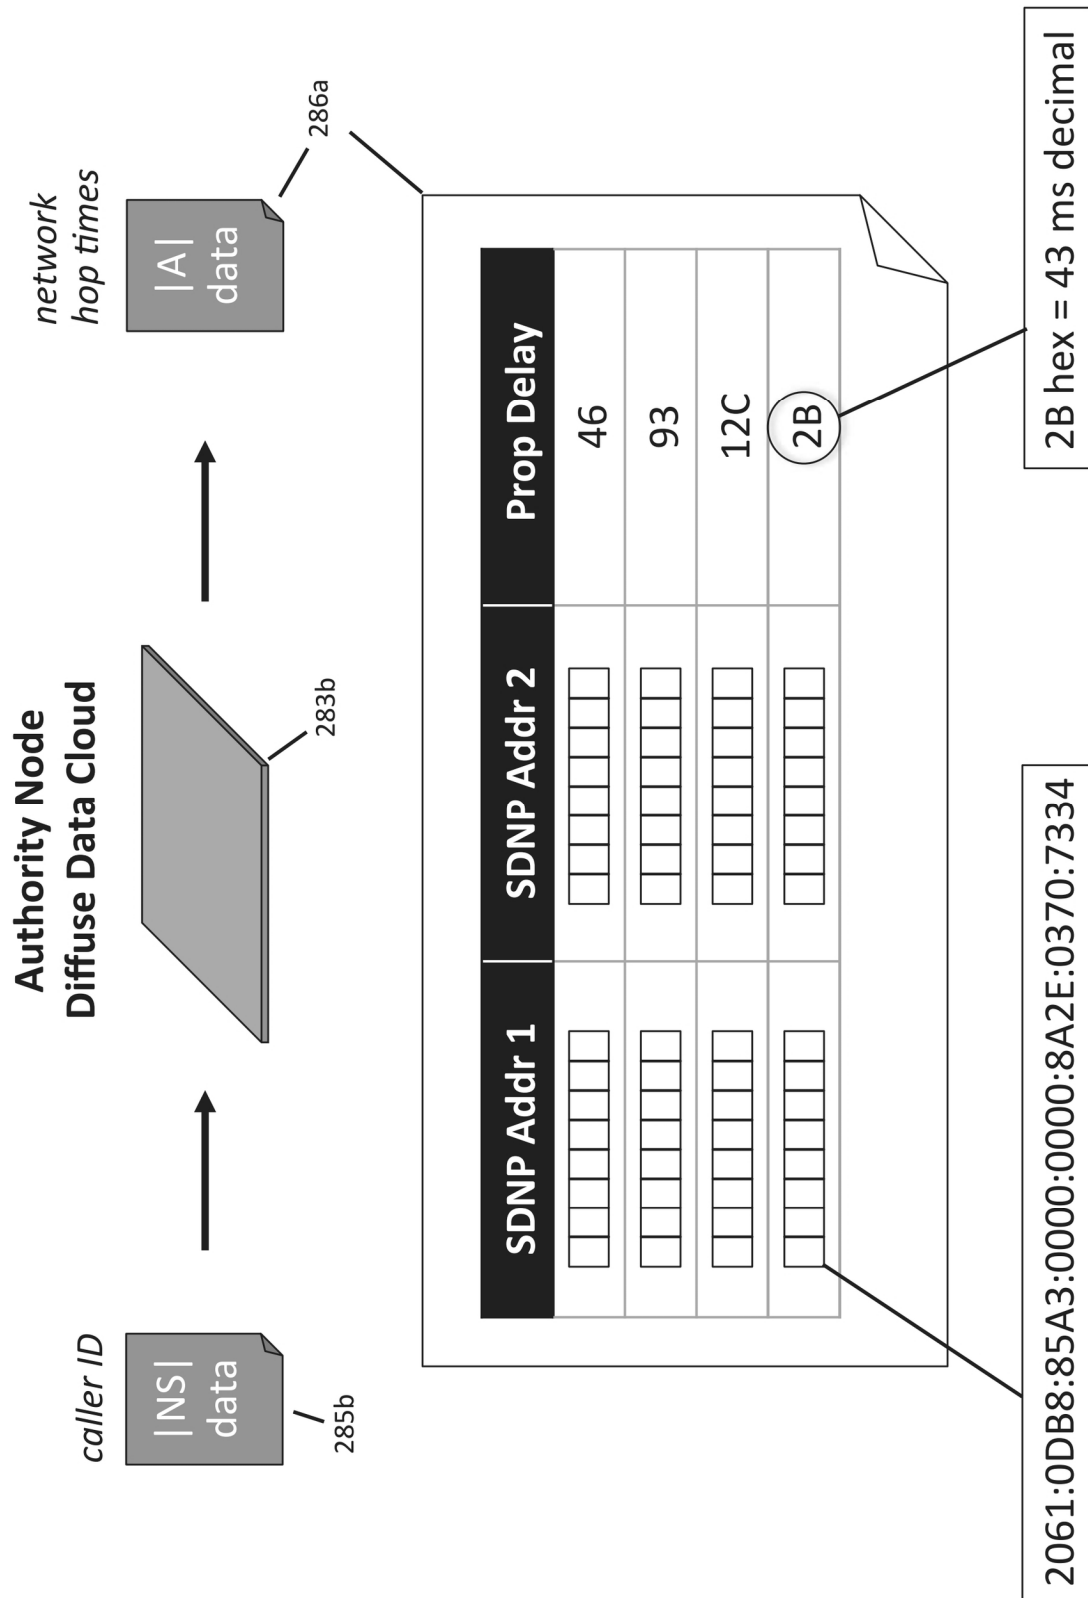 Authority Node
Diffuse Data Cloud
caller ID
|NS|
data
285b
283b
network
hop times
|A|
data
286a
SDNP Addr 1 SDNP Addr 2 Prop Delay
46
93
12C
2B
2061:0DB8:85A3:0000:0000:8A2E:0370:7334
2B hex = 43 ms decimal